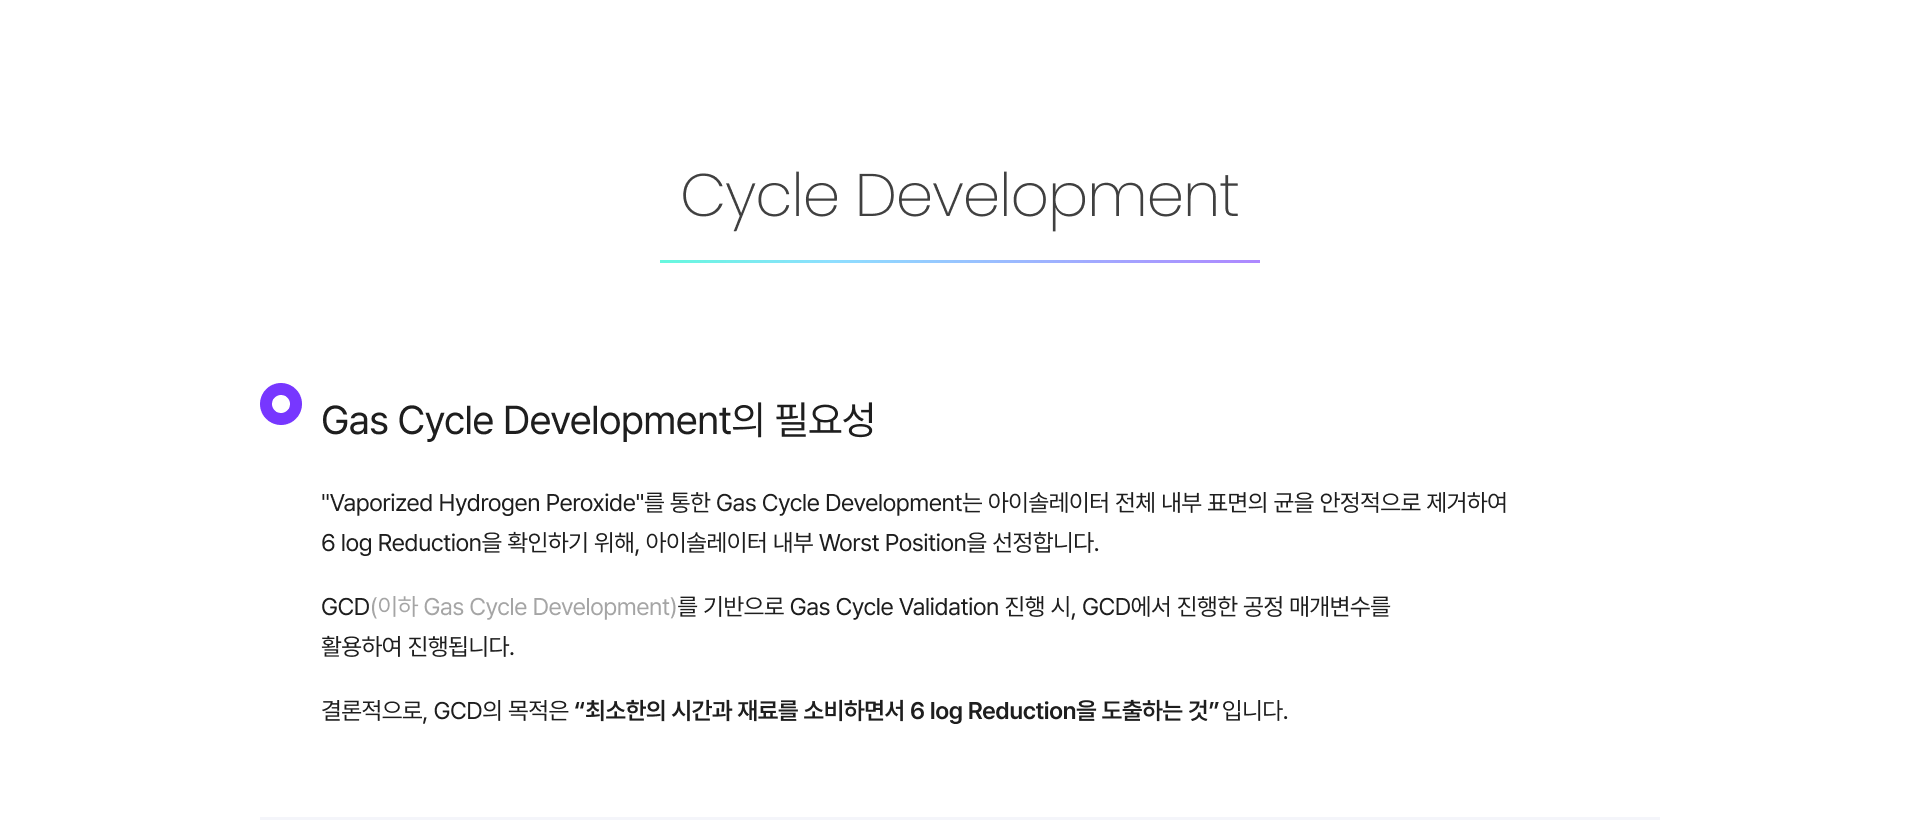 Cycle Development
Gas Cycle Development의 필요성
"Vaporized Hydrogen Peroxide"를 통한 Gas Cycle Development는 아이솔레이터 전체 내부 표면의 균을 안정적으로 제거하여
6 log Reduction을 확인하기 위해, 아이솔레이터 내부 Worst Position을 선정합니다.
GCD(이하 Gas Cycle Development)를 기반으로 Gas Cycle Validation 진행 시, GCD에서 진행한 공정 매개변수를
활용하여 진행됩니다.
결론적으로, GCD의 목적은 “최소한의 시간과 재료를 소비하면서 6 log Reduction을 도출하는 것”입니다.